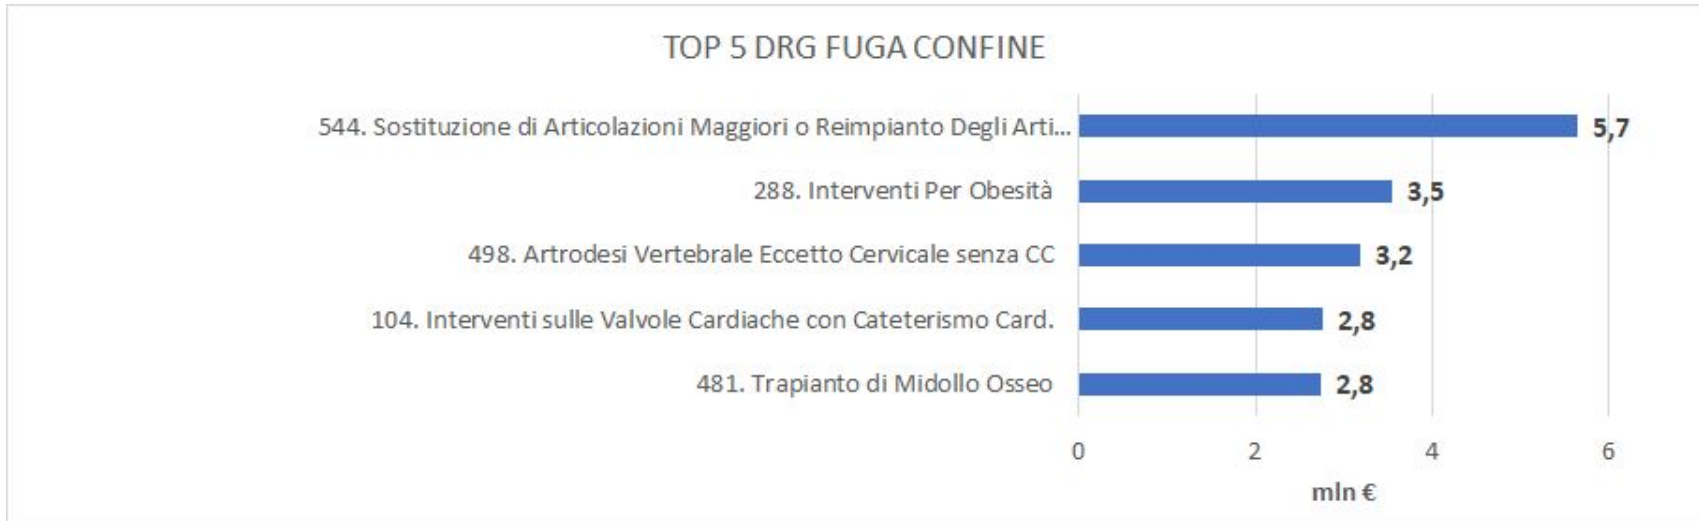 TOP 5 DRG FUGA CONFINE
544. Sostituzione di Articolazioni Maggiori o Reimpianto Degli Arti... 5,7
288. Interventi Per Obesità 3,5
498. Artrodesi Vertebrale Eccetto Cervicale senza CC 3,2
104. Interventi sulle Valvole Cardiache con Cateterismo Card. 2,8
481. Trapianto di Midollo Osseo 2,8
0 2 4 6
mln €